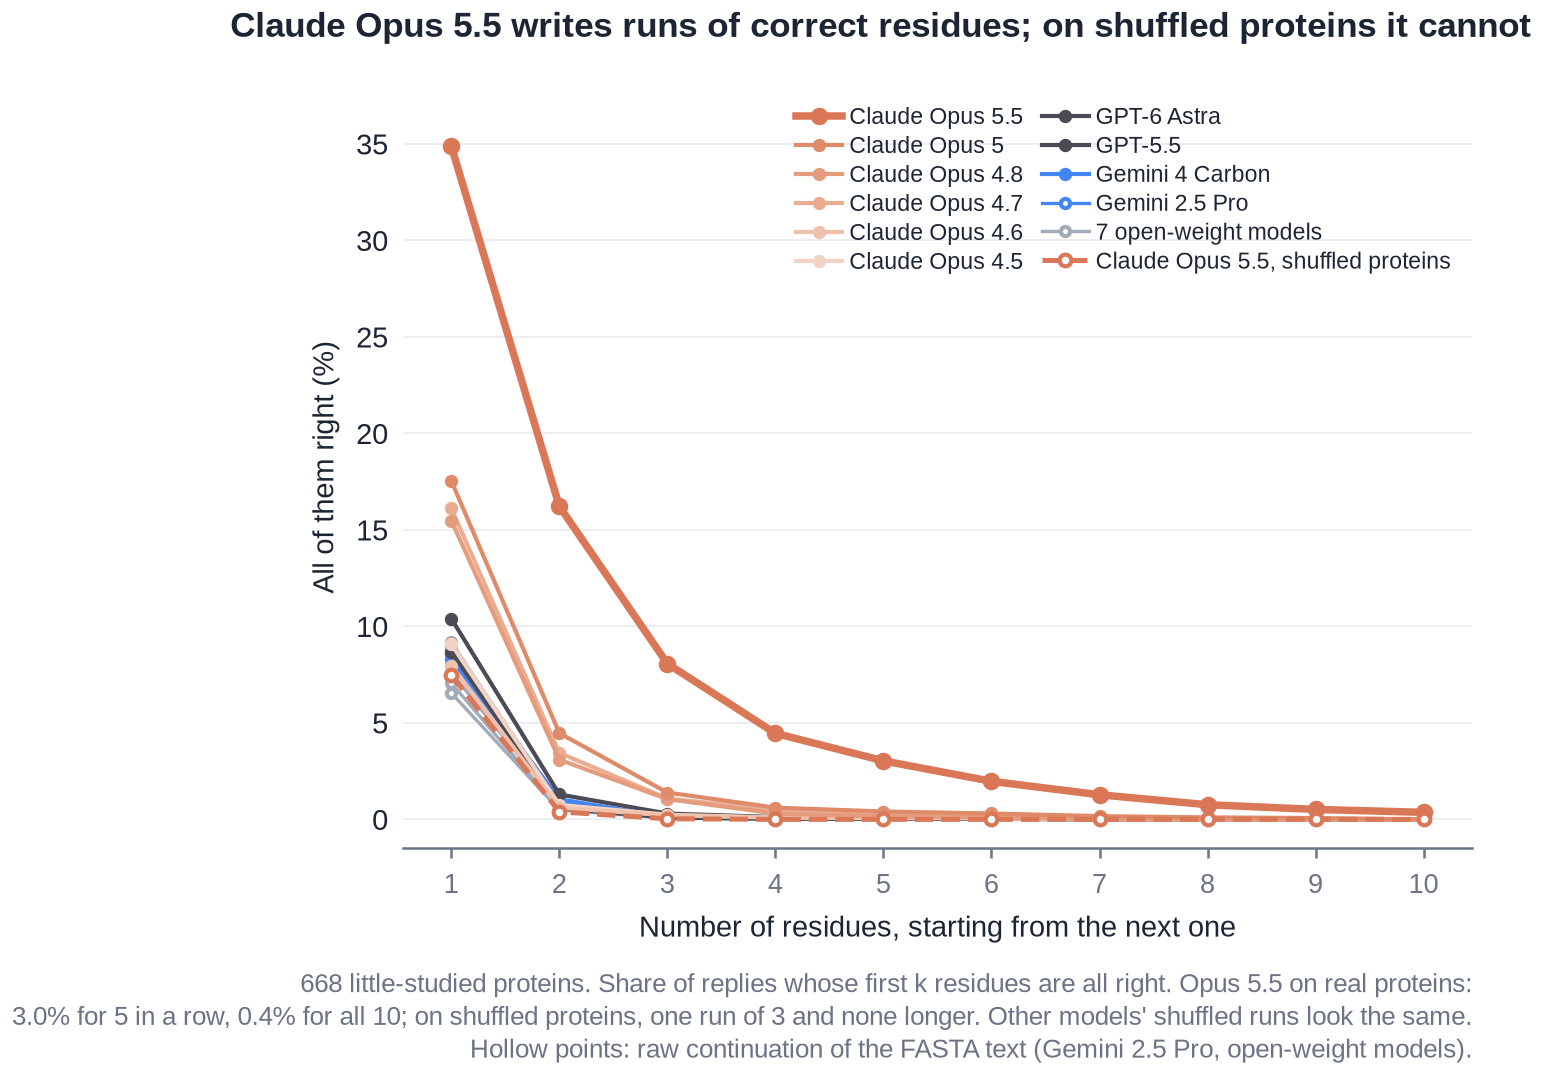 Claude Opus 5.5 writes runs of correct residues; on shuffled proteins it cannot
Claude Opus 5.5
Claude Opus 5
Claude Opus 4.8
Claude Opus 4.7
Claude Opus 4.6
Claude Opus 4.5
GPT-6 Astra
GPT-5.5
Gemini 4 Carbon
Gemini 2.5 Pro
7 open-weight models
Claude Opus 5.5, shuffled proteins
All of them right (%)
35
30
25
20
15
10
5
0
1 2 3 4 5 6 7 8 9 10
Number of residues, starting from the next one
668 little-studied proteins. Share of replies whose first k residues are all right. Opus 5.5 on real proteins:
3.0% for 5 in a row, 0.4% for all 10; on shuffled proteins, one run of 3 and none longer. Other models' shuffled runs look the same.
Hollow points: raw continuation of the FASTA text (Gemini 2.5 Pro, open-weight models).